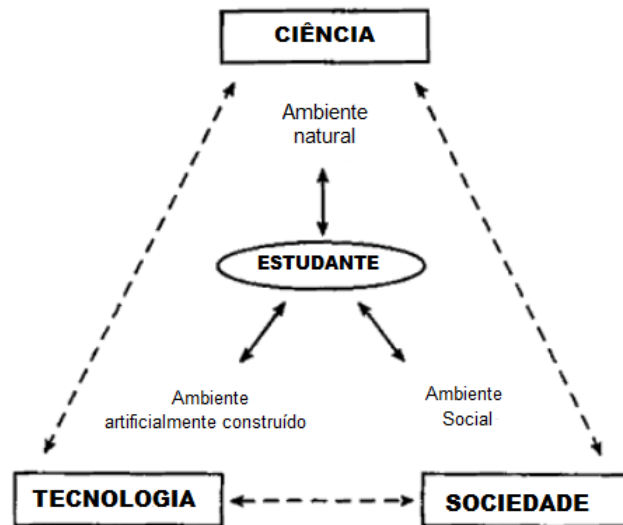 CIÊNCIA
Ambiente
natural
ESTUDANTE
Ambiente
artificialmente construído
Ambiente
Social
TECNOLOGIA
SOCIEDADE